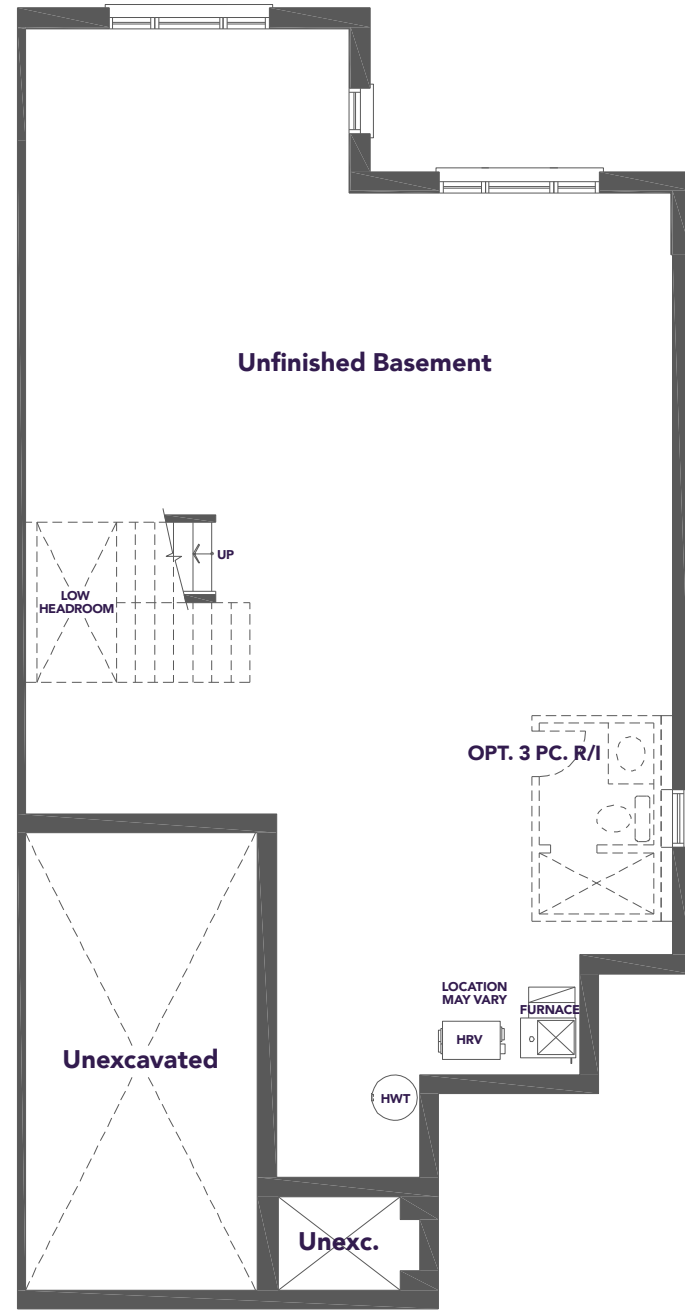 Unfinished Basement
UP
LOW
HEADROOM
OPT. 3 PC. R/I
LOCATION
MAY VARY
FURNACE
HRV
Unexcavated
HWT
Unexc.